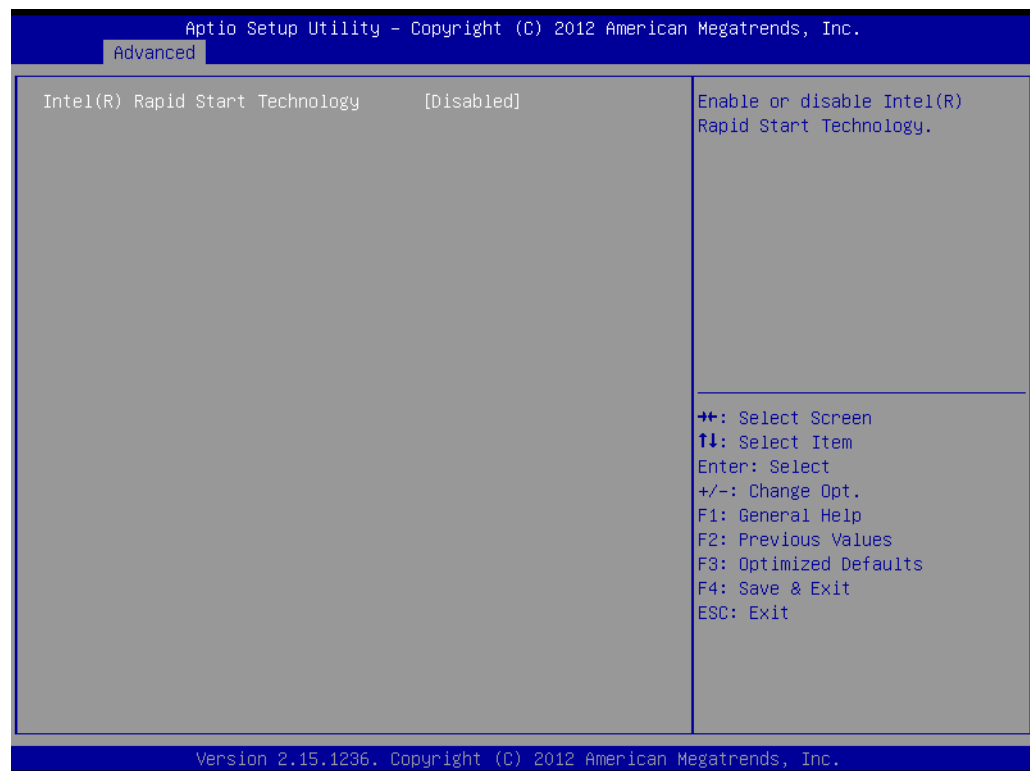 Aptio Setup Utility – Copyright (C) 2012 American Megatrends, Inc.
Advanced
Intel(R) Rapid Start Technology [Disabled]
Enable or disable Intel(R)
Rapid Start Technology.
→←: Select Screen
↑↓: Select Item
Enter: Select
+/-: Change Opt.
F1: General Help
F2: Previous Values
F3: Optimized Defaults
F4: Save & Exit
ESC: Exit
Version 2.15.1236. Copyright (C) 2012 American Megatrends, Inc.